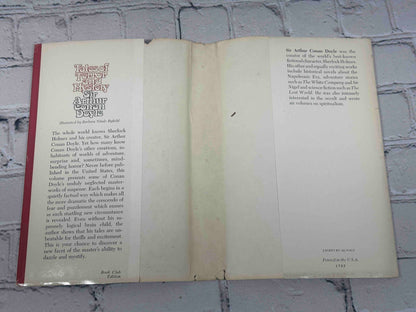 Tales of
Terror
and
Mystery
Sir
Arthur
Conan
Doyle
Illustrated by Barbara Ninde Byfield
The whole world knows Sherlock
Holmes and his creator, Sir Arthur
Conan Doyle. Yet how many know
Conan Doyle's other creations, so
habitants of worlds of adventure,
surprise and, sometimes, mind-
bending horror? Never before pub-
lished in the United States, this
volume presents some of Conan
Doyle's unduly neglected master-
works of suspense. Each begins in a
quietly factual way which makes all
the more dramatic the crescendo of
fear and puzzlement which ensues
as each startling new circumstance
is revealed. Even without his su-
premely logical brain child, the
author shows that his tales are un-
beatable for thrills and excitement.
This is your chance to discover a
new facet of the master's ability to
dazzle and mystify.
Book Club
Edition
Sir Arthur Conan Doyle was the
creator of the world's best-known
fictional character, Sherlock Holmes.
His other and equally exciting works
include historical novels about the
Napoleonic Era, adventure stories
such as The White Company and Sir
Nigel and science fiction such as The
Lost World. He was also intensely
interested in the occult and wrote
on spiritualism.
Printed in the U.S.A.